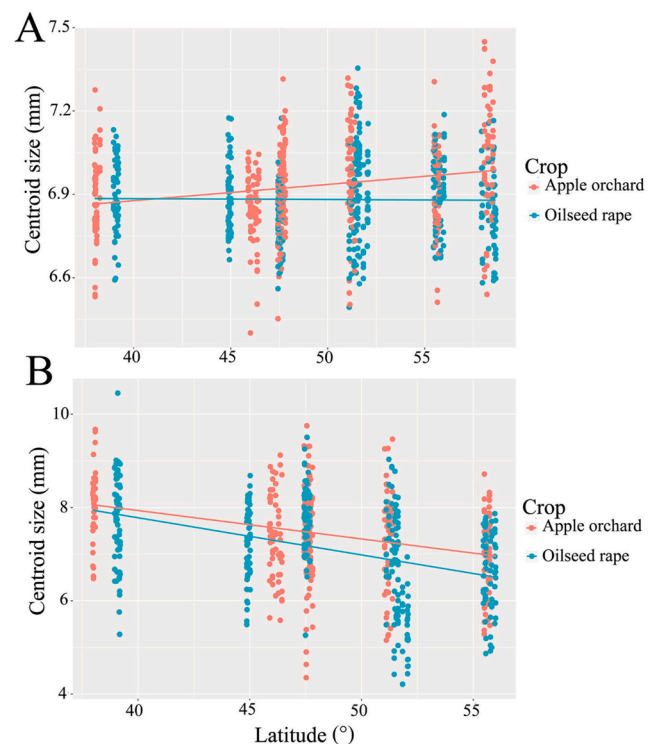 A
7.5
7.2
6.9
6.6
Centroid size (mm)
40
45
50
55
Crop
Apple orchard
Oilseed rape
B
10
8
6
4
Centroid size (mm)
40
45
50
55
Latitude (°)
Crop
Apple orchard
Oilseed rape